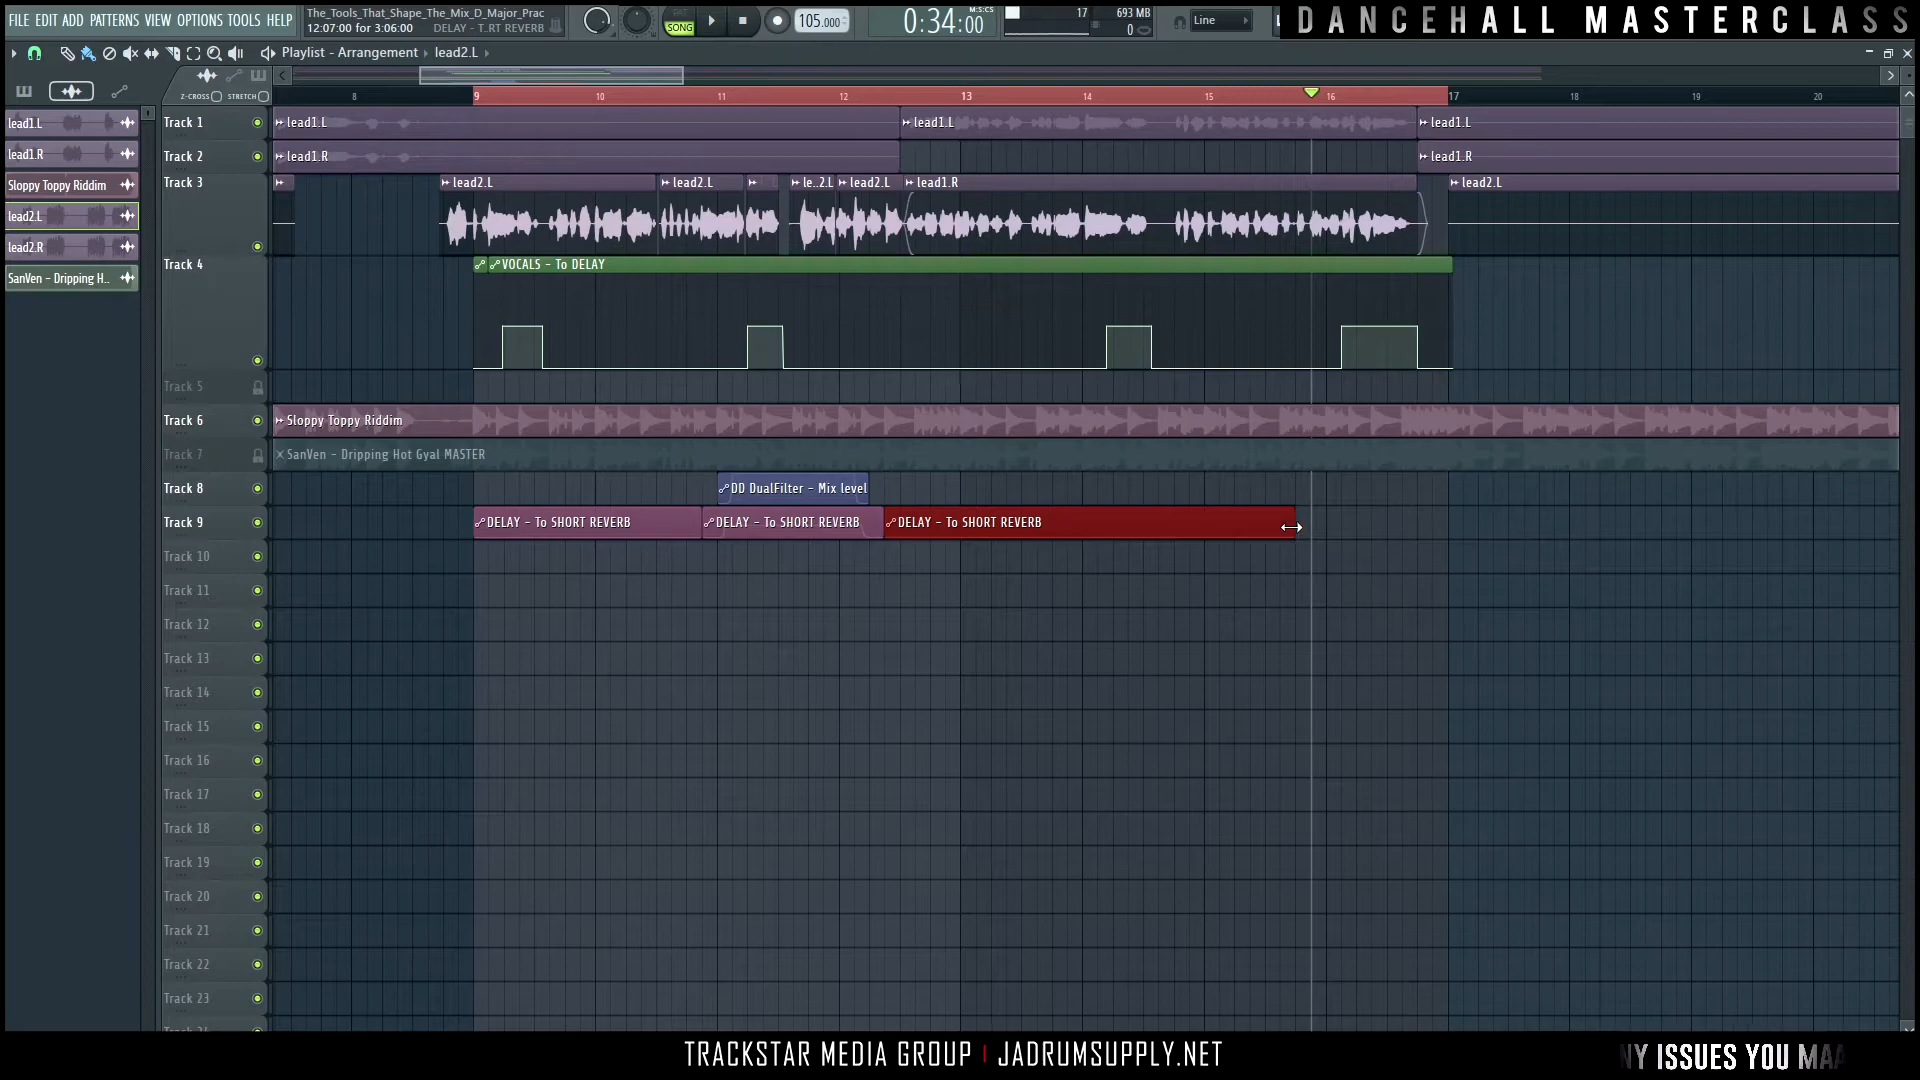 FILE EDIT ADD PATTERNS VIEW OPTIONS TOOLS HELP
The_Tools_That_Shape_The_Mix_D_Major_Prac
12:07:00 for 3:06:00 DELAY - T..RT REVERB
SONG
105.000
0:34:00
M:S:CS
17
693 MB
0
Line
DANCEHALL MASTERCLASS
Playlist - Arrangement › lead2.L ›
Z-CROSS STRETCH
8 9 10 11 12 13 14 15 16 17 18 19 20
lead1.L
lead1.R
Sloppy Toppy Riddim
lead2.L
lead2.R
SanVen - Dripping H..
Track 1 lead1.L lead1.L lead1.L
Track 2 lead1.R lead1.R
Track 3 lead2.L lead2.L le..2.L lead2.L lead1.R lead2.L
Track 4 VOCALS - To DELAY
Track 5
Track 6 Sloppy Toppy Riddim
Track 7 SanVen - Dripping Hot Gyal MASTER
Track 8 DD DualFilter - Mix level
Track 9 DELAY - To SHORT REVERB DELAY - To SHORT REVERB DELAY - To SHORT REVERB
Track 10
Track 11
Track 12
Track 13
Track 14
Track 15
Track 16
Track 17
Track 18
Track 19
Track 20
Track 21
Track 22
Track 23
TRACKSTAR MEDIA GROUP | JADRUMSUPPLY.NET
NY ISSUES YOU MA